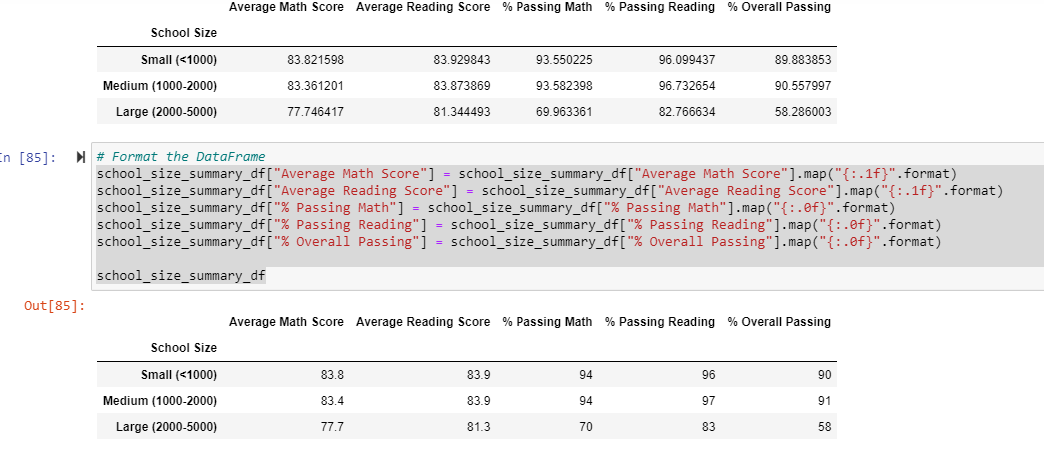 Average Math Score Average Reading Score % Passing Math % Passing Reading % Overall Passing
School Size
Small (<1000) 83.821598 83.929843 93.550225 96.099437 89.883853
Medium (1000-2000) 83.361201 83.873869 93.582398 96.732654 90.557997
Large (2000-5000) 77.746417 81.344493 69.963361 82.766634 58.286003
In [85]:
# Format the DataFrame
school_size_summary_df["Average Math Score"] = school_size_summary_df["Average Math Score"].map("{:.1f}".format)
school_size_summary_df["Average Reading Score"] = school_size_summary_df["Average Reading Score"].map("{:.1f}".format)
school_size_summary_df["% Passing Math"] = school_size_summary_df["% Passing Math"].map("{:.0f}".format)
school_size_summary_df["% Passing Reading"] = school_size_summary_df["% Passing Reading"].map("{:.0f}".format)
school_size_summary_df["% Overall Passing"] = school_size_summary_df["% Overall Passing"].map("{:.0f}".format)
school_size_summary_df
Out[85]:
Average Math Score Average Reading Score % Passing Math % Passing Reading % Overall Passing
School Size
Small (<1000) 83.8 83.9 94 96 90
Medium (1000-2000) 83.4 83.9 94 97 91
Large (2000-5000) 77.7 81.3 70 83 58